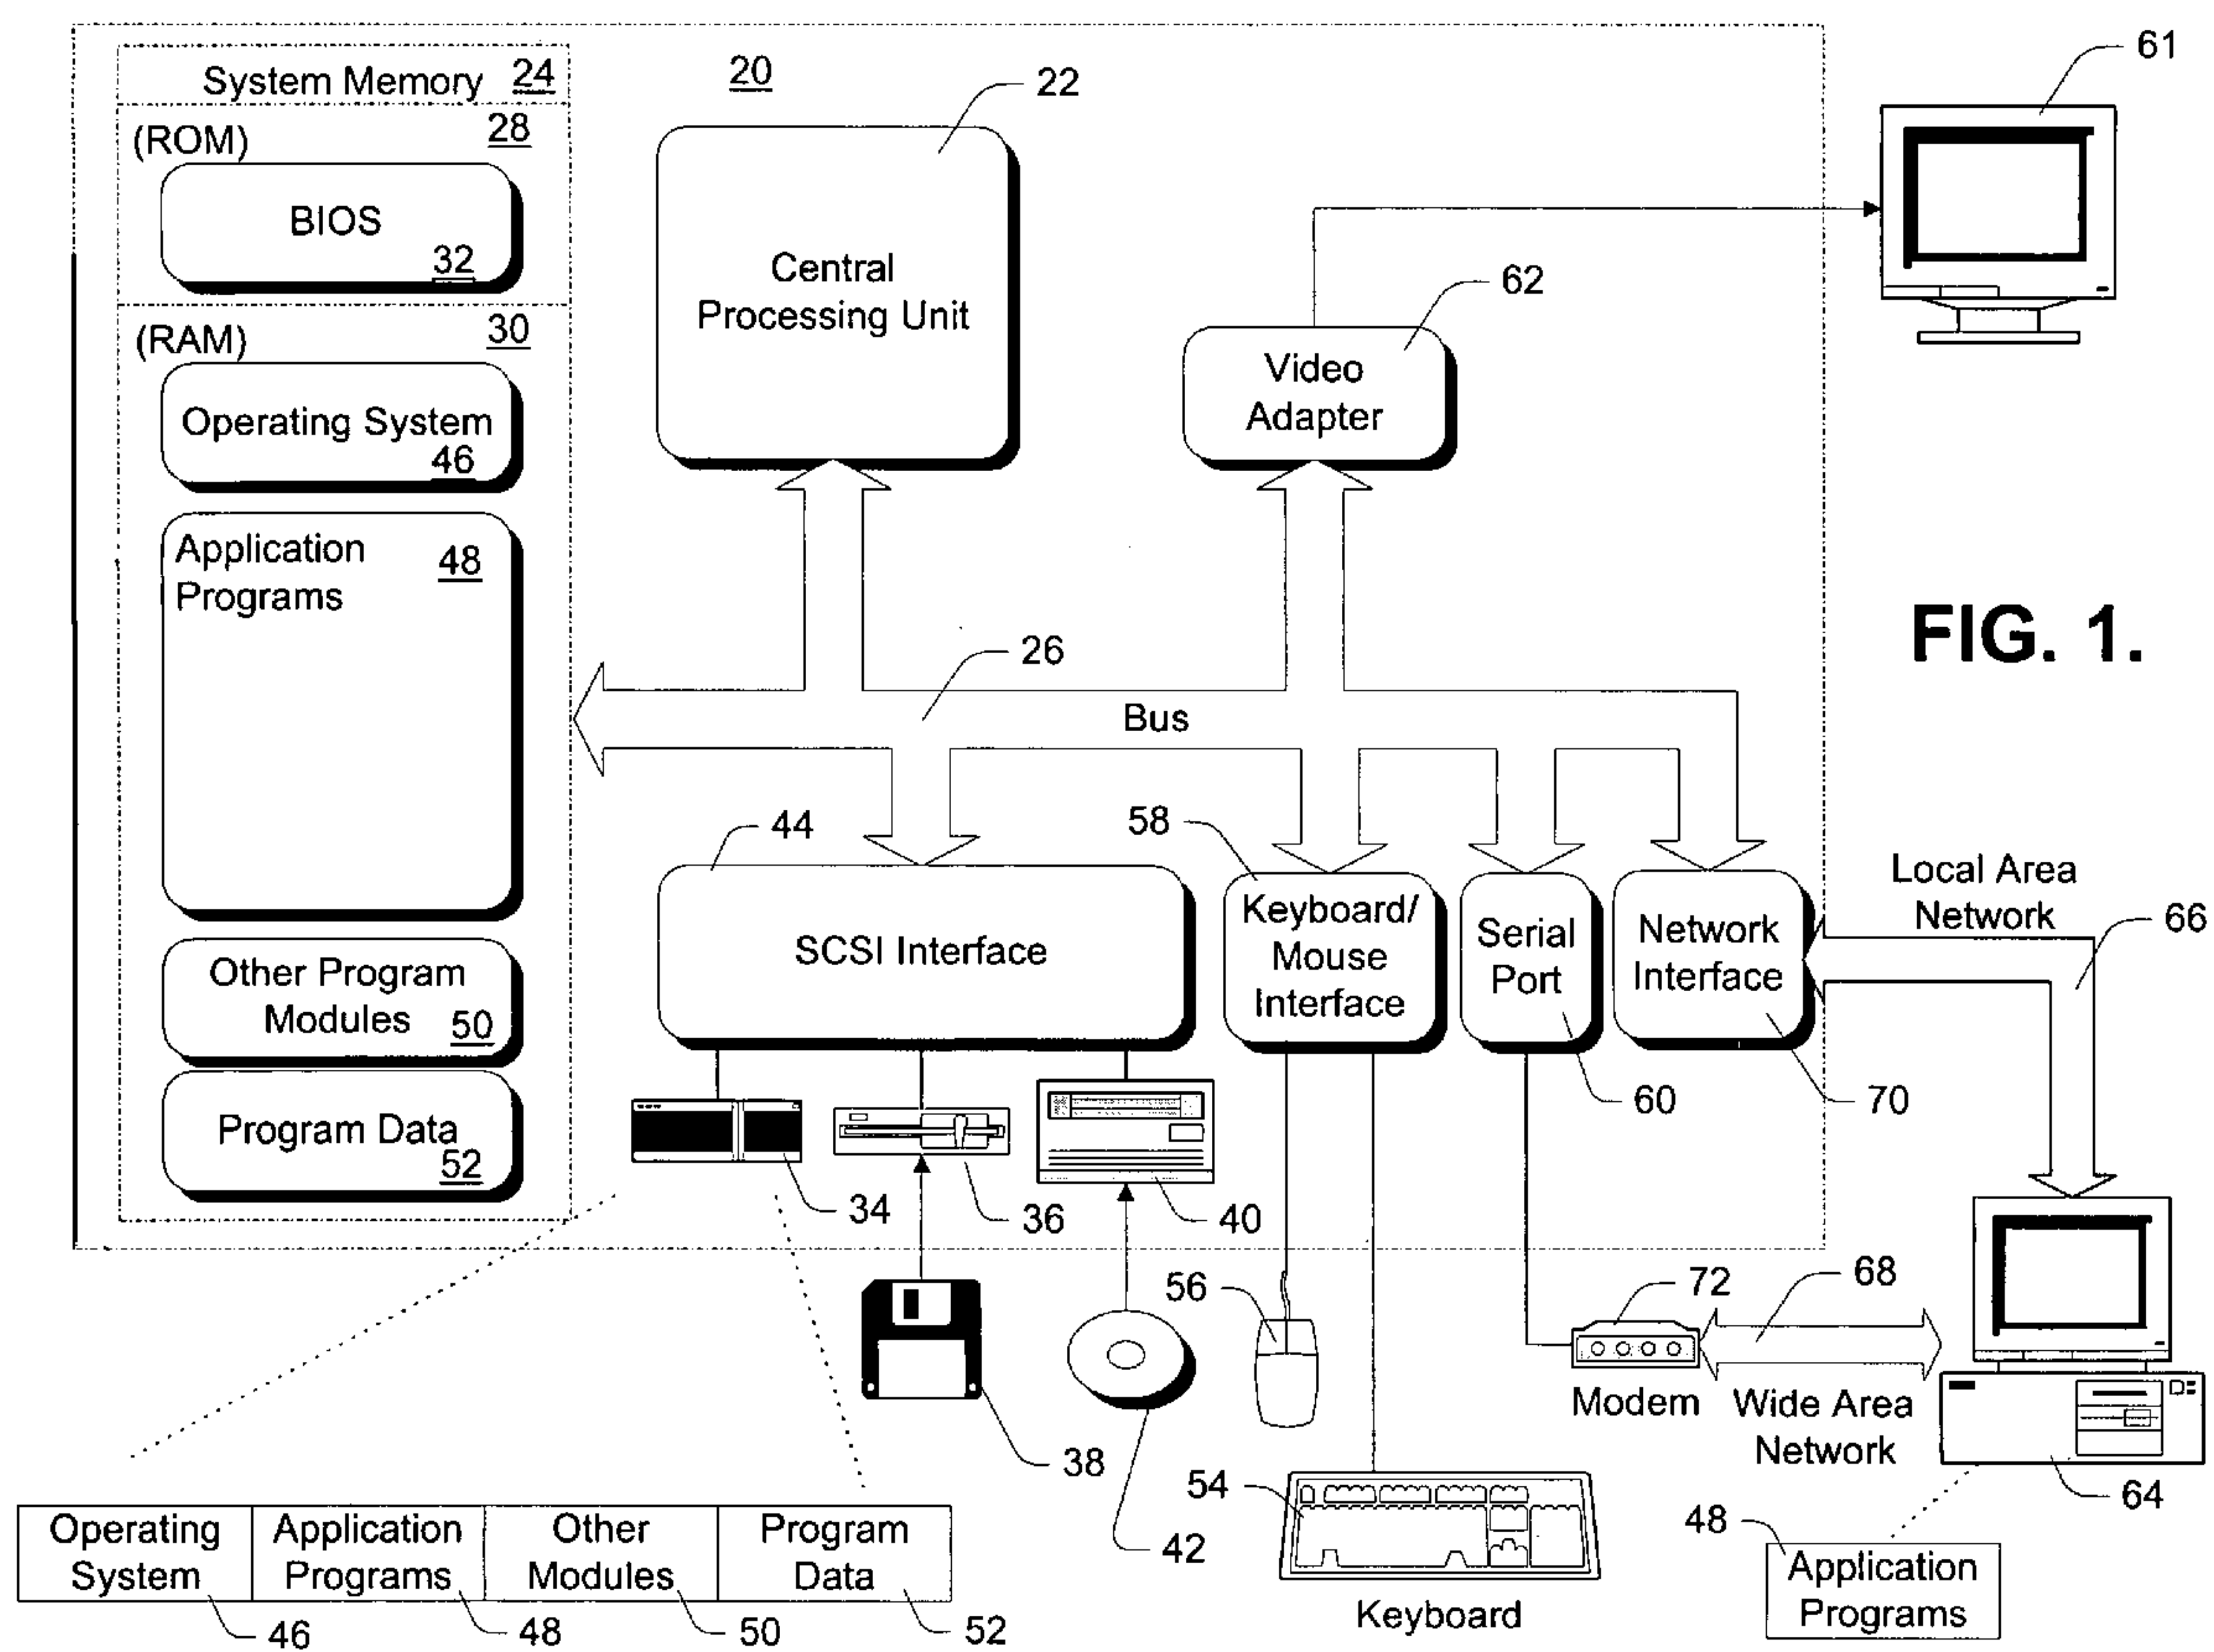 System Memory 24
20
22
61
(ROM) 28
BIOS
32
Central
Processing Unit
62
Video
Adapter
(RAM) 30
Operating System
46
Application
Programs
48
FIG. 1.
26
Bus
44
58
SCSI Interface
Keyboard/
Mouse
Interface
Serial
Port
Network
Interface
Local Area
Network
66
Other Program
Modules 50
Program Data
52
60
70
34
36
40
56
72
68
38
42
Modem
Wide Area
Network
64
54
Keyboard
48
Application
Programs
Operating
System
Application
Programs
Other
Modules
Program
Data
46
48
50
52